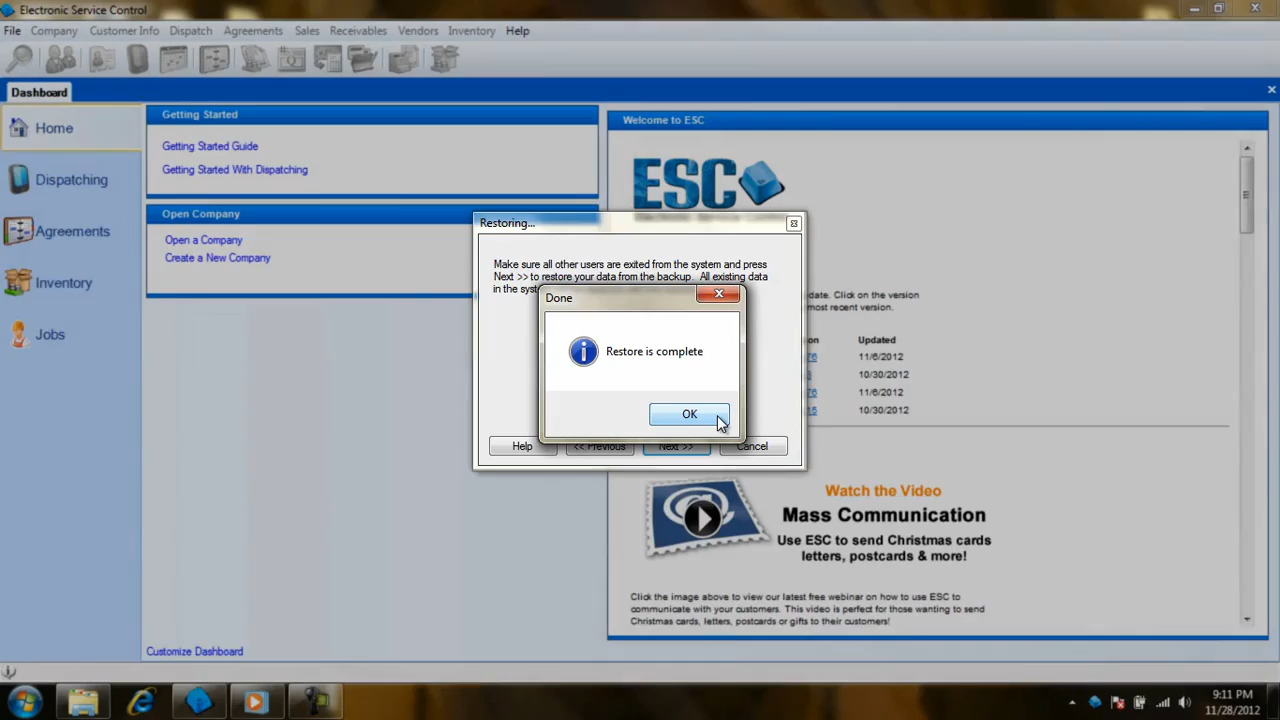 Electronic Service Control
File Company Customer Info Dispatch Agreements Sales Receivables Vendors Inventory Help
Dashboard
Home
Dispatching
Agreements
Inventory
Jobs
Getting Started
Getting Started Guide
Getting Started With Dispatching
Open Company
Open a Company
Create a New Company
Customize Dashboard
Welcome to ESC
ESC
Electronic Service Control
date. Click on the version
most recent version.
Updated
11/6/2012
10/30/2012
11/6/2012
10/30/2012
Watch the Video
Mass Communication
Use ESC to send Christmas cards
letters, postcards & more!
Click the image above to view our latest free webinar on how to use ESC to
communicate with your customers. This video is perfect for those wanting to send
Christmas cards, letters, postcards or gifts to their customers!
Restoring...
Make sure all other users are exited from the system and press
Next >> to restore your data from the backup. All existing data
in the
Help << Previous Next >> Cancel
Done
Restore is complete
OK
9:11 PM
11/28/2012